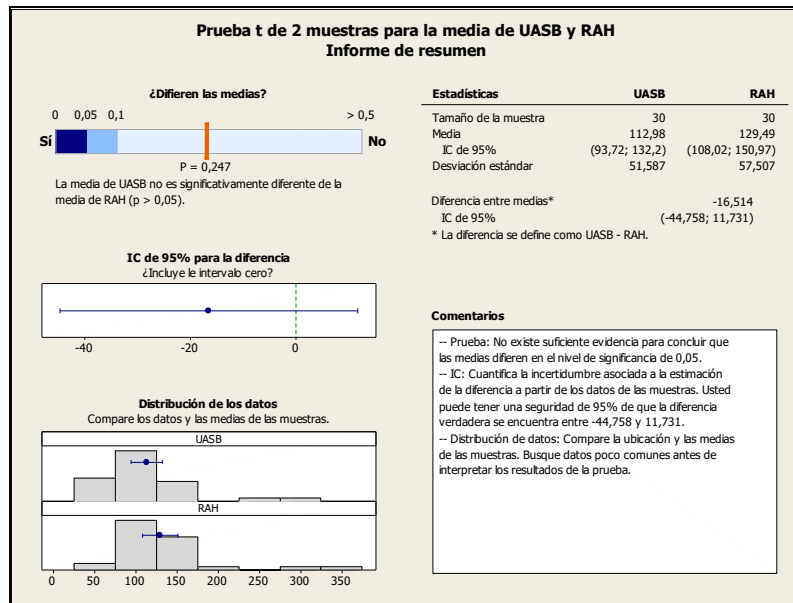 Prueba t de 2 muestras para la media de UASB y RAH
Informe de resumen
¿Difieren las medias?
0 0,05 0,1 > 0,5
Sí No
P = 0,247
La media de UASB no es significativamente diferente de la
media de RAH (p > 0,05).
IC de 95% para la diferencia
¿Incluye le intervalo cero?
-40 -20 0
Distribución de los datos
Compare los datos y las medias de las muestras.
UASB
RAH
0 50 100 150 200 250 300 350
Estadísticas UASB RAH
Tamaño de la muestra 30 30
Media 112,98 129,49
IC de 95% (93,72; 132,2) (108,02; 150,97)
Desviación estándar 51,587 57,507
Diferencia entre medias* -16,514
IC de 95% (-44,758; 11,731)
* La diferencia se define como UASB - RAH.
Comentarios
-- Prueba: No existe suficiente evidencia para concluir que
las medias difieren en el nivel de significancia de 0,05.
-- IC: Cuantifica la incertidumbre asociada a la estimación
de la diferencia a partir de los datos de las muestras. Usted
puede tener una seguridad de 95% de que la diferencia
verdadera se encuentra entre -44,758 y 11,731.
-- Distribución de datos: Compare la ubicación y las medias
de las muestras. Busque datos poco comunes antes de
interpretar los resultados de la prueba.